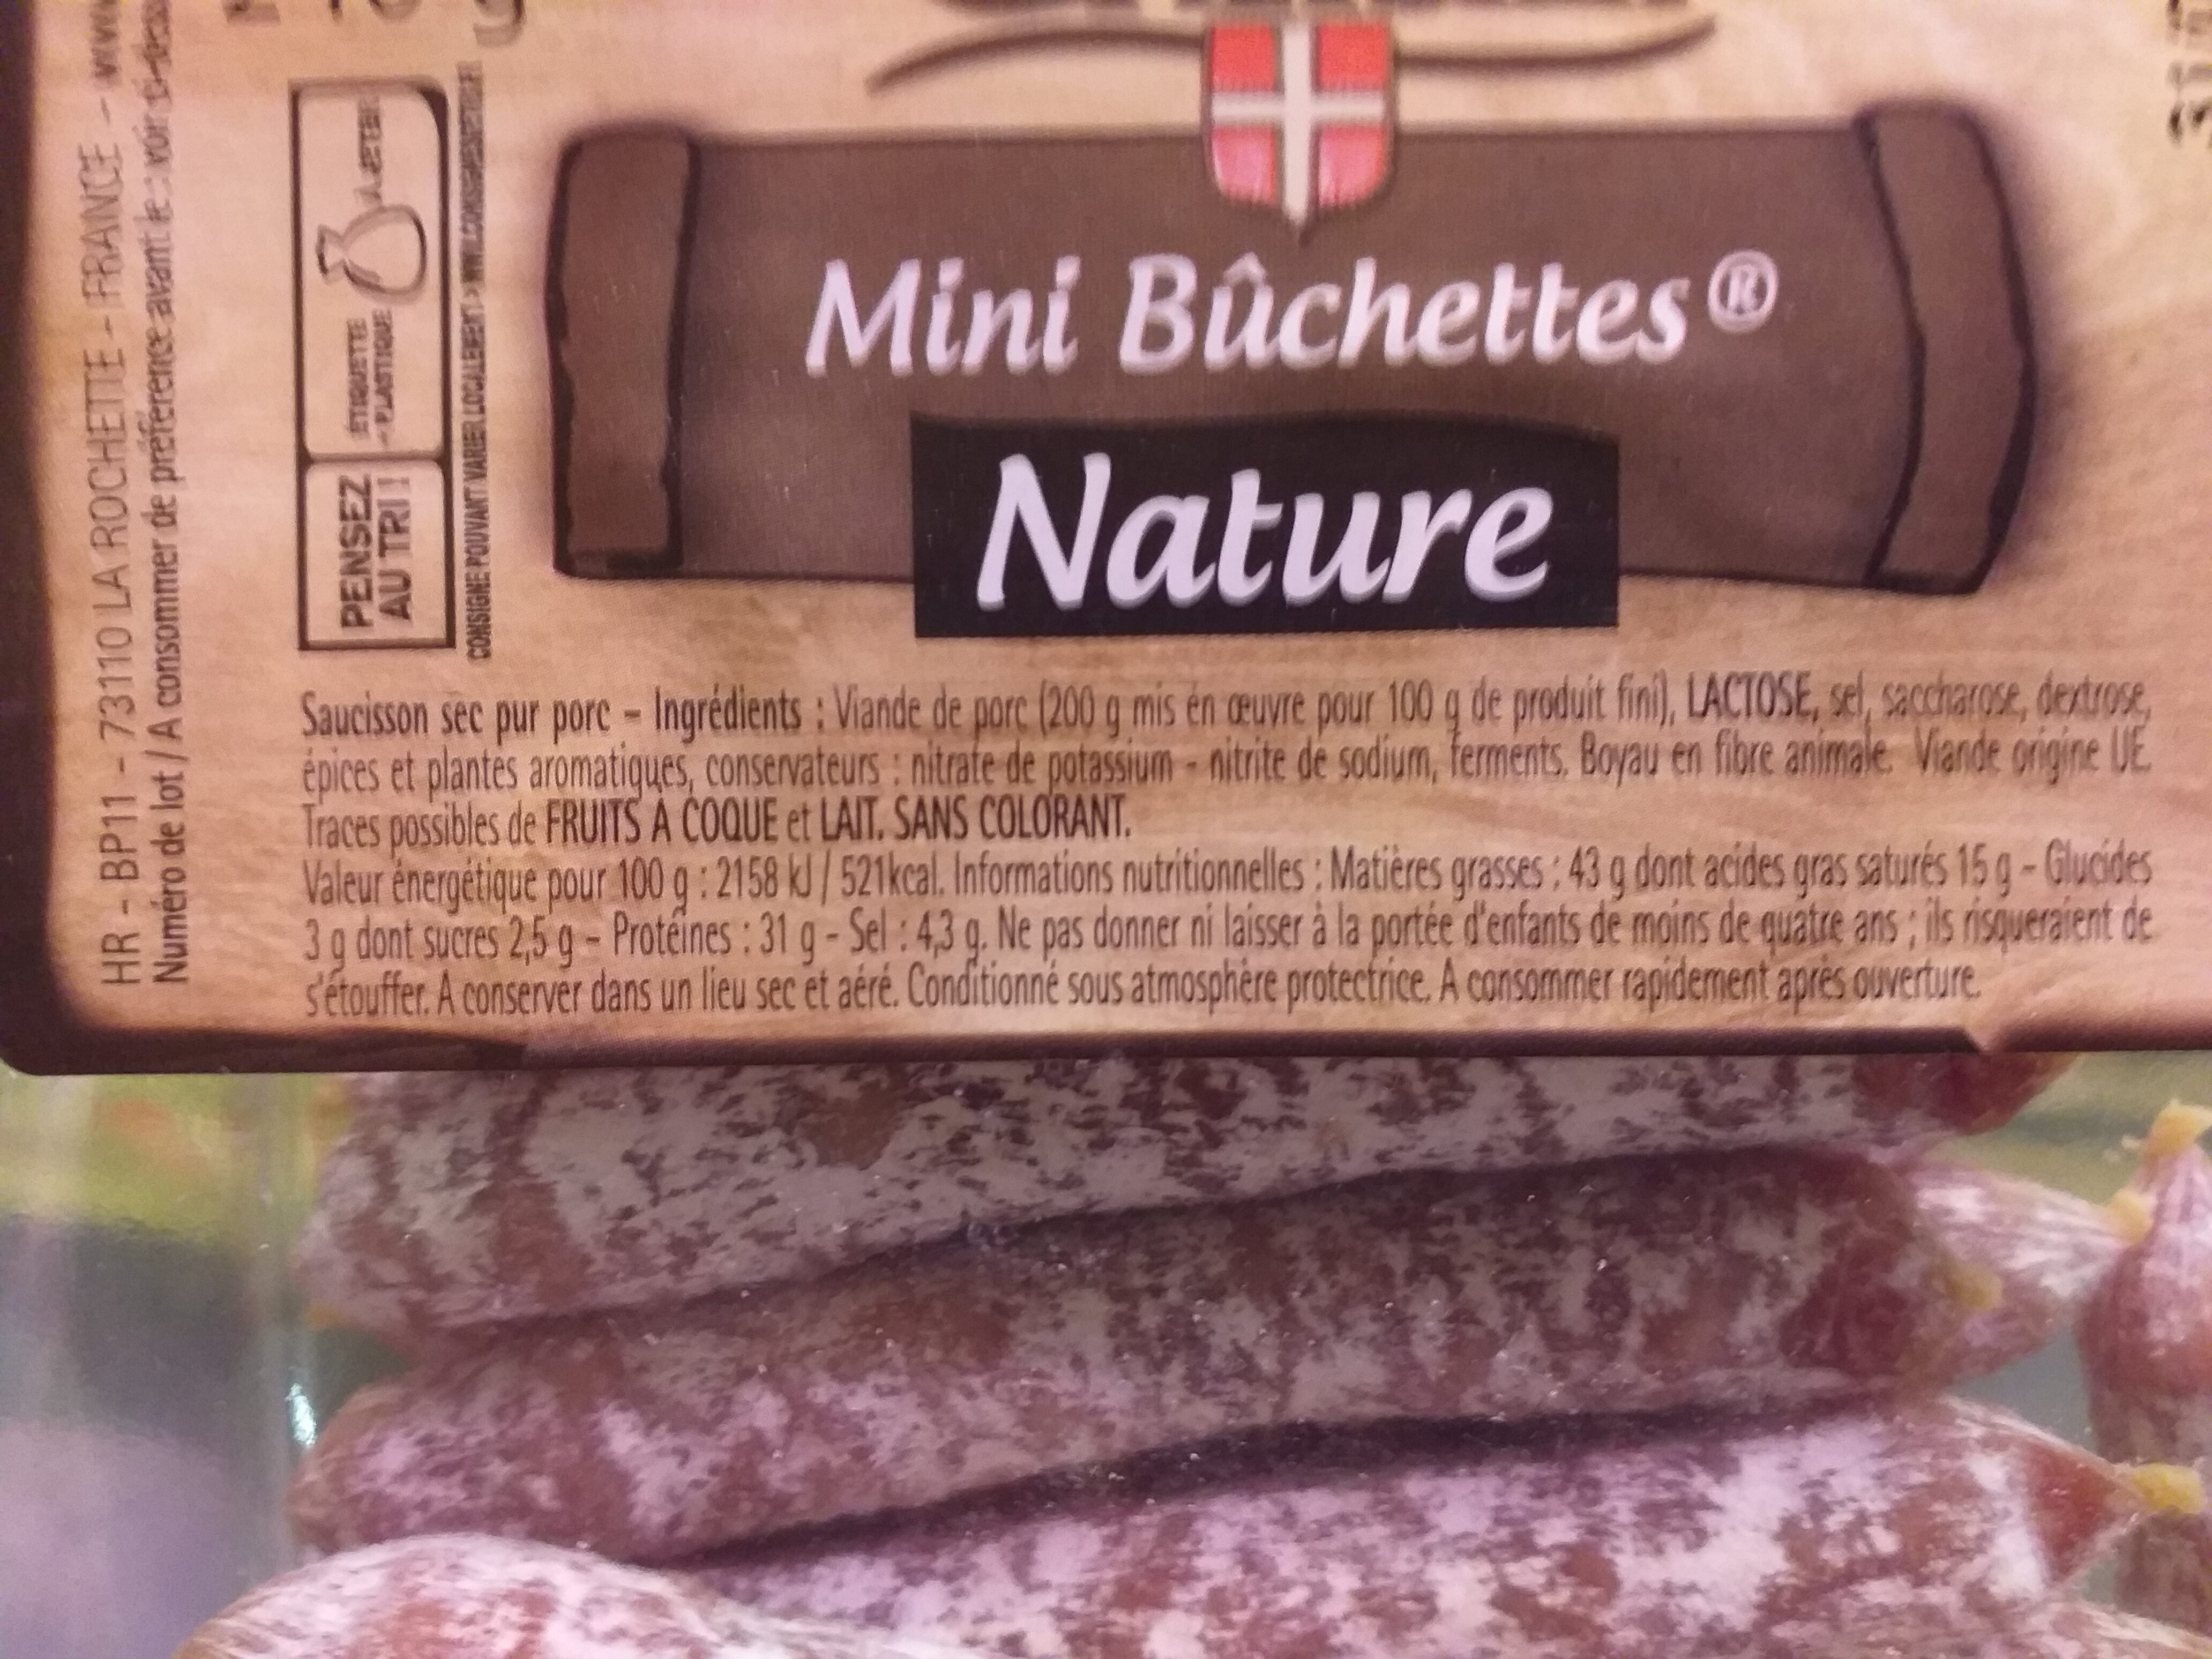 HR - BP11 - 73110 LA ROCHETTE - FRANCE -
Numéro de lot / A consommer de préférence avant le : voir ci-dessous
PENSEZ
AU TRI !
ÉTIQUETTE
PLASTIQUE
À JETER
CONSIGNE POUVANT VARIER LOCALEMENT > WWW.CONSIGNESDETRI.FR
Mini Bûchettes®
Nature
Saucisson sec pur porc – Ingrédients : Viande de porc (200 g mis en œuvre pour 100 g de produit fini), LACTOSE, sel, saccharose, dextrose,
épices et plantes aromatiques, conservateurs : nitrate de potassium - nitrite de sodium, ferments. Boyau en fibre animale. Viande origine UE.
Traces possibles de FRUITS À COQUE et LAIT. SANS COLORANT.
Valeur énergétique pour 100 g : 2158 kJ / 521kcal. Informations nutritionnelles : Matières grasses : 43 g dont acides gras saturés 15 g – Glucides
3 g dont sucres 2,5 g – Protéines : 31 g – Sel : 4,3 g. Ne pas donner ni laisser à la portée d'enfants de moins de quatre ans ; ils risqueraient de
s'étouffer. A conserver dans un lieu sec et aéré. Conditionné sous atmosphère protectrice. A consommer rapidement après ouverture.